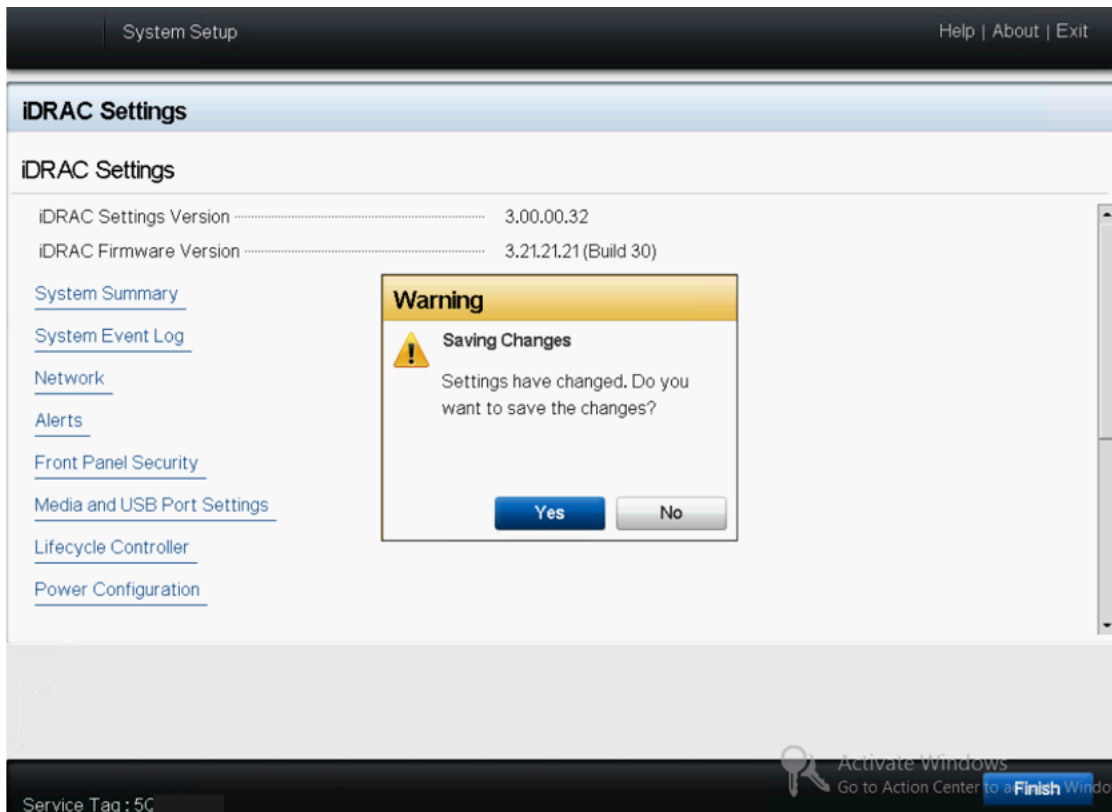 System Setup
Help | About | Exit
iDRAC Settings
iDRAC Settings
iDRAC Settings Version 3.00.00.32
iDRAC Firmware Version 3.21.21.21 (Build 30)
System Summary
System Event Log
Network
Alerts
Front Panel Security
Media and USB Port Settings
Lifecycle Controller
Power Configuration
Warning
Saving Changes
Settings have changed. Do you
want to save the changes?
Yes
No
Activate Windows
Go to Action Center to
Finish
Service Tag : 5